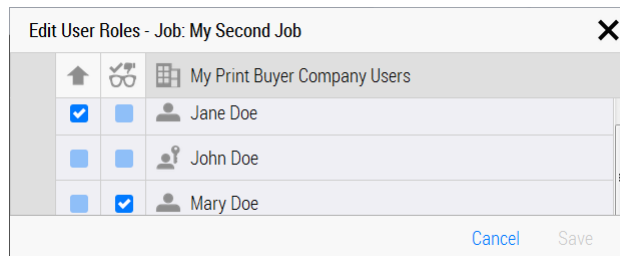 Edit User Roles - Job: My Second Job
My Print Buyer Company Users
Jane Doe
John Doe
Mary Doe
Cancel Save